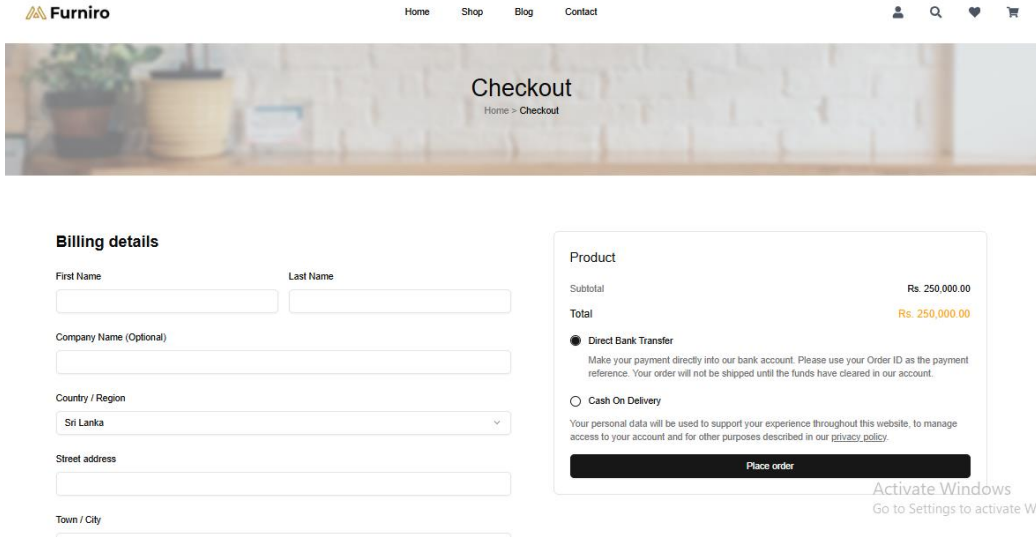 Furniro
Home Shop Blog Contact
Checkout
Home > Checkout
Billing details
First Name Last Name
Company Name (Optional)
Country / Region
Sri Lanka
Street address
Town / City
Product
Subtotal Rs. 250,000.00
Total Rs. 250,000.00
Direct Bank Transfer
Make your payment directly into our bank account. Please use your Order ID as the payment
reference. Your order will not be shipped until the funds have cleared in our account.
Cash On Delivery
Your personal data will be used to support your experience throughout this website, to manage
access to your account and for other purposes described in our privacy policy.
Place order
Activate Windows
Go to Settings to activate W